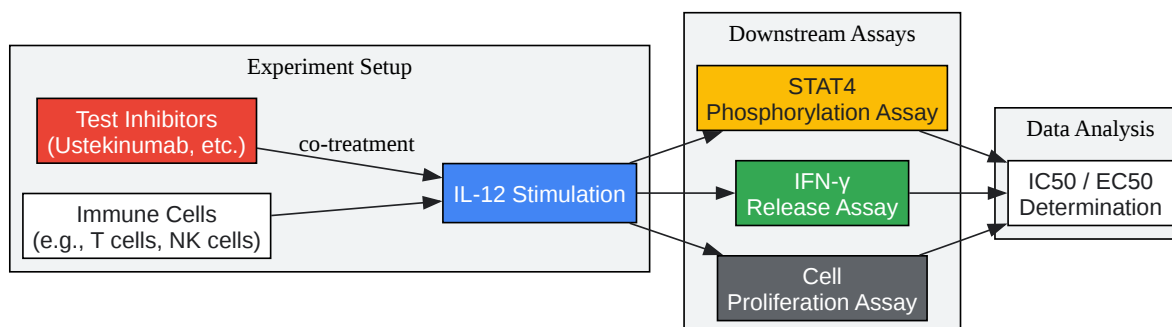 Experiment Setup
Test Inhibitors
(Ustekinumab, etc.)
co-treatment
Immune Cells
(e.g., T cells, NK cells)
IL-12 Stimulation
Downstream Assays
STAT4
Phosphorylation Assay
IFN-γ
Release Assay
Cell
Proliferation Assay
Data Analysis
IC50 / EC50
Determination